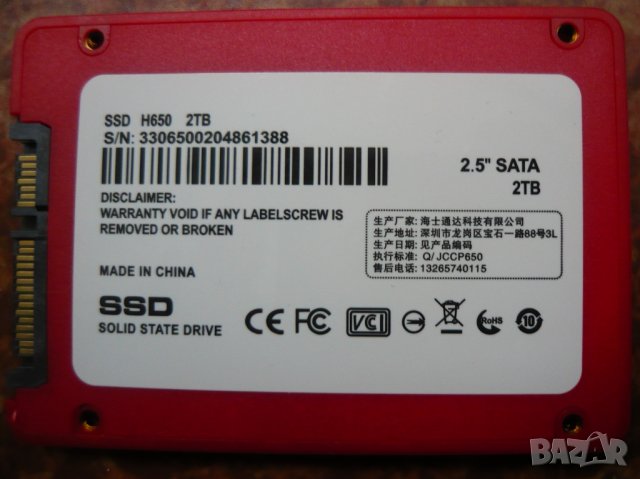 SSD H650 2TB
S/N: 3306500204861388
2.5" SATA
2TB
DISCLAIMER:
WARRANTY VOID IF ANY LABELSCREW IS
REMOVED OR BROKEN
生产厂家: 海士通达科技有限公司
生产地址: 深圳市龙岗区宝石一路88号3L
生产日期: 见产品编码
执行标准: Q/JCCP650
售后电话: 13265740115
MADE IN CHINA
SSD
SOLID STATE DRIVE
CE FC VCI RoHS 10
BAZAR